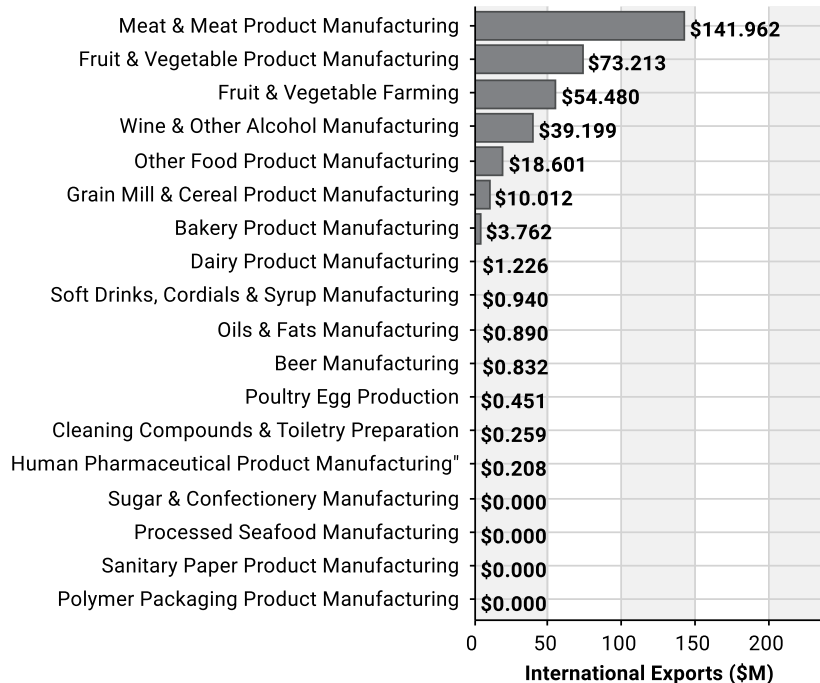 Meat & Meat Product Manufacturing $141.962
Fruit & Vegetable Product Manufacturing $73.213
Fruit & Vegetable Farming $54.480
Wine & Other Alcohol Manufacturing $39.199
Other Food Product Manufacturing $18.601
Grain Mill & Cereal Product Manufacturing $10.012
Bakery Product Manufacturing $3.762
Dairy Product Manufacturing $1.226
Soft Drinks, Cordials & Syrup Manufacturing $0.940
Oils & Fats Manufacturing $0.890
Beer Manufacturing $0.832
Poultry Egg Production $0.451
Cleaning Compounds & Toiletry Preparation $0.259
Human Pharmaceutical Product Manufacturing" $0.208
Sugar & Confectionery Manufacturing $0.000
Processed Seafood Manufacturing $0.000
Sanitary Paper Product Manufacturing $0.000
Polymer Packaging Product Manufacturing $0.000
0 50 100 150 200
International Exports ($M)